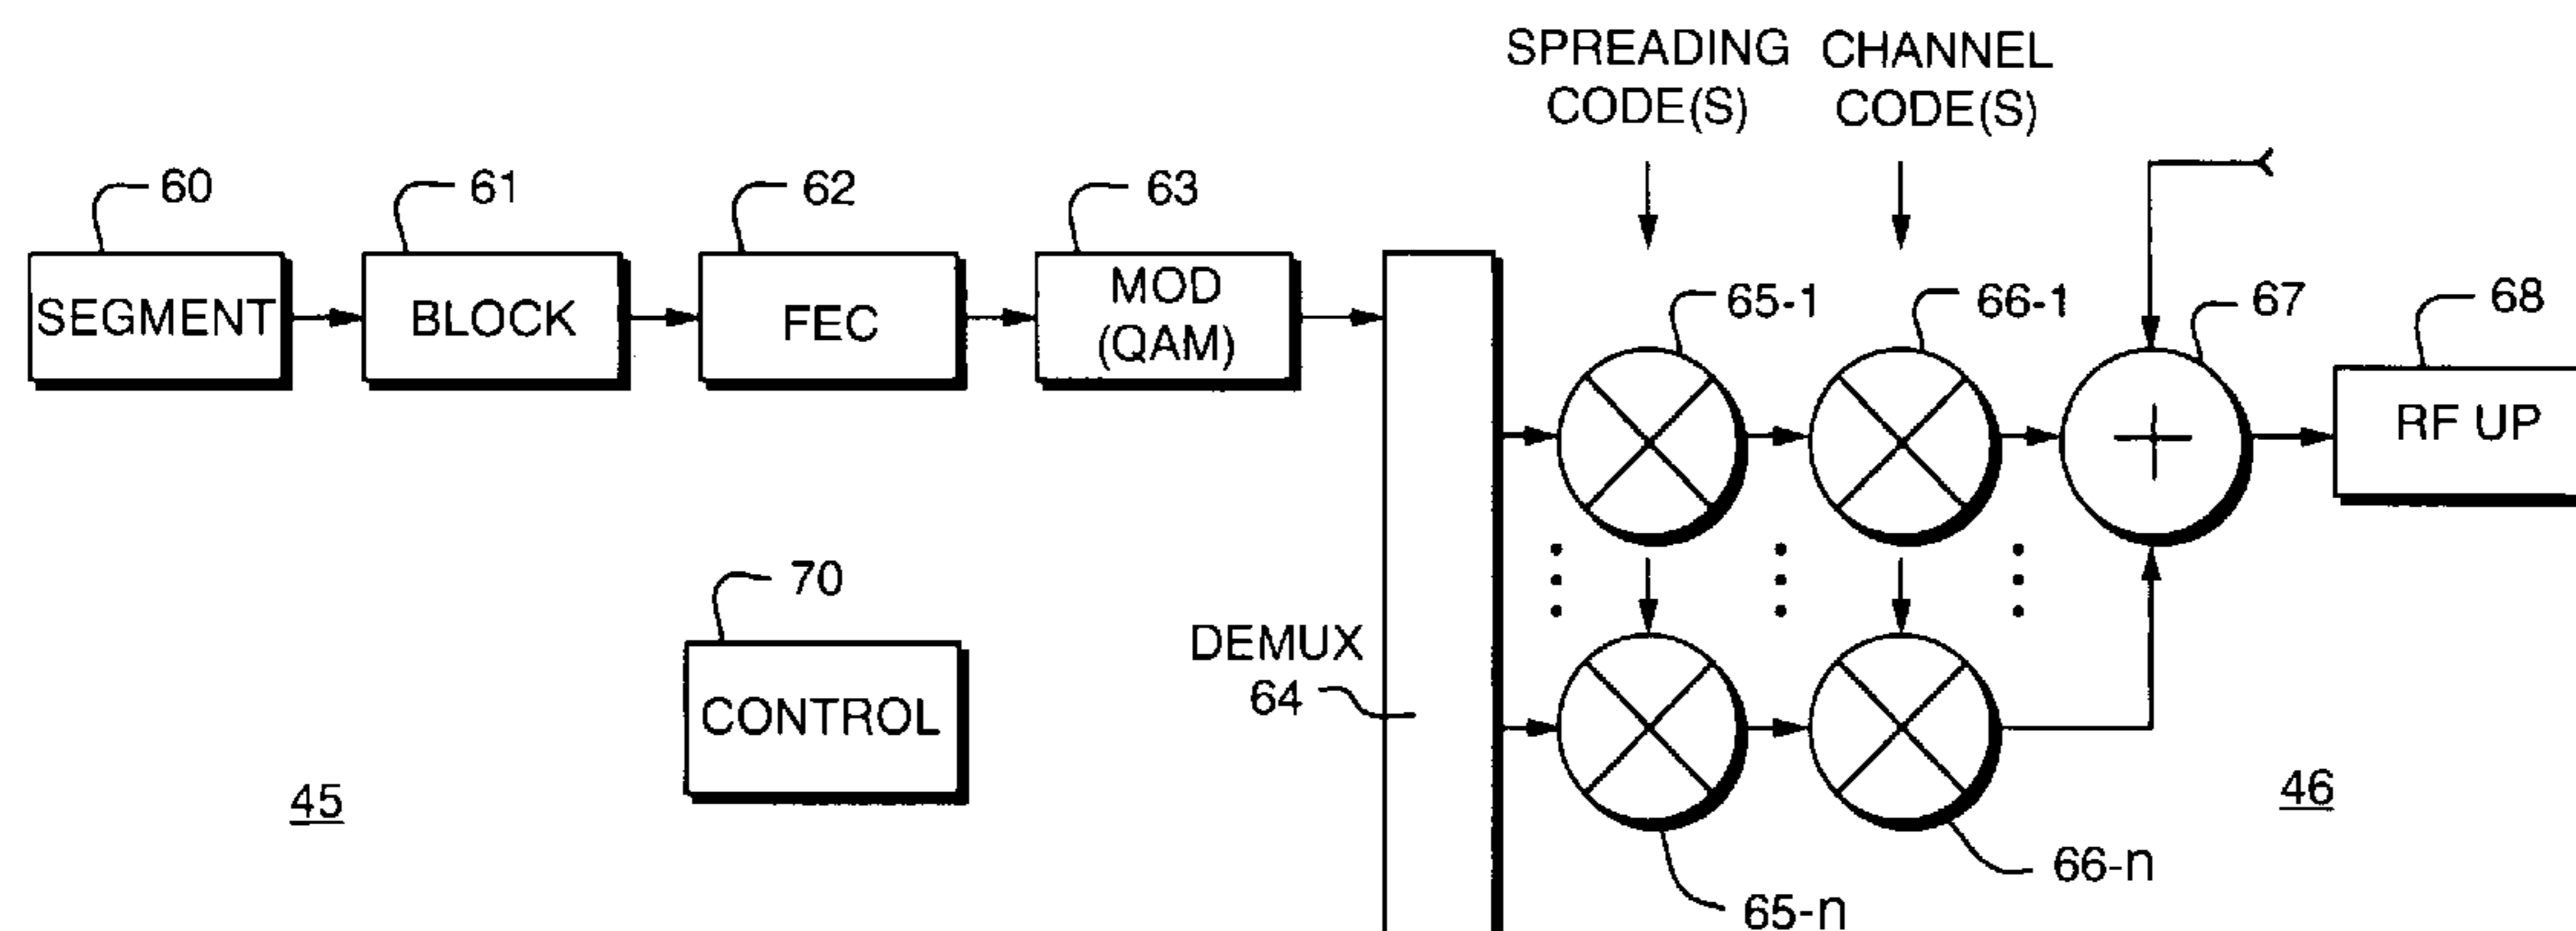 SPREADING CODE(S)
CHANNEL CODE(S)
60
61
62
63
SEGMENT
BLOCK
FEC
MOD (QAM)
65-1
66-1
67
68
RF UP
70
CONTROL
DEMUX
64
45
46
66-n
65-n